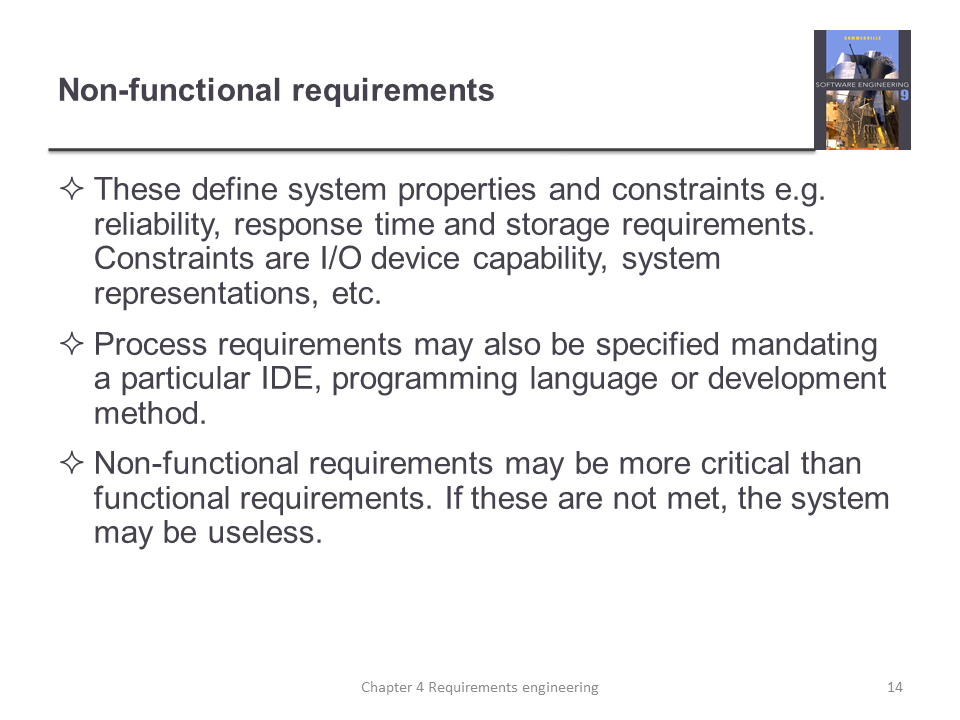 Non-functional requirements
SOMMERVILLE
SOFTWARE ENGINEERING
9
✧ These define system properties and constraints e.g.
reliability, response time and storage requirements.
Constraints are I/O device capability, system
representations, etc.
✧ Process requirements may also be specified mandating
a particular IDE, programming language or development
method.
✧ Non-functional requirements may be more critical than
functional requirements. If these are not met, the system
may be useless.
Chapter 4 Requirements engineering
14